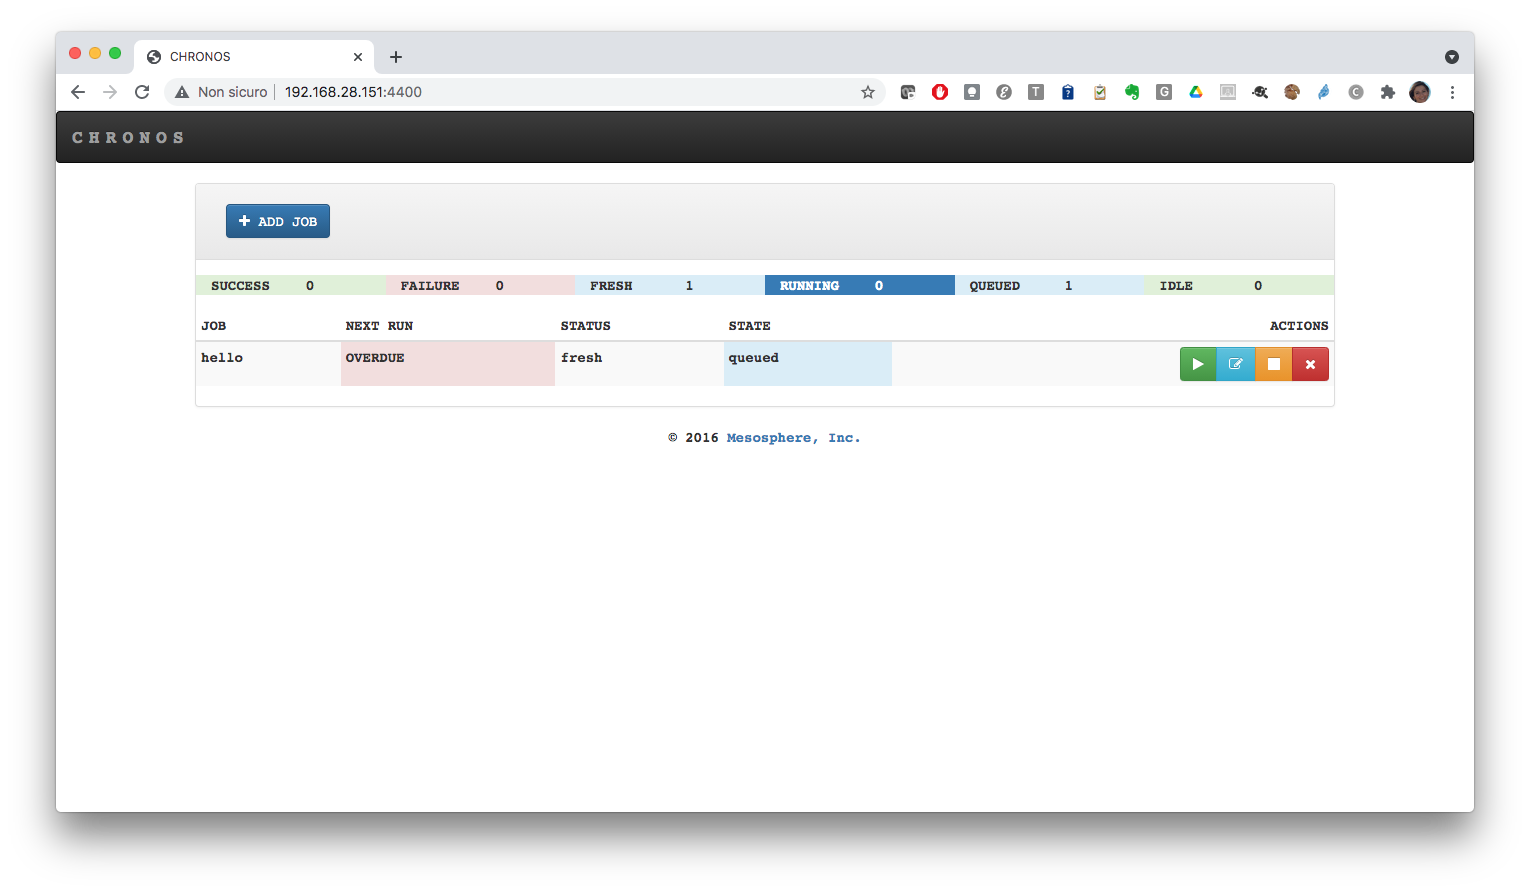 CHRONOS
Non sicuro 192.168.28.151:4400
CHRONOS
ADD JOB
SUCCESS 0 FAILURE 0 FRESH 1 RUNNING 0 QUEUED 1 IDLE 0
JOB NEXT RUN STATUS STATE ACTIONS
hello OVERDUE fresh queued
© 2016 Mesosphere, Inc.